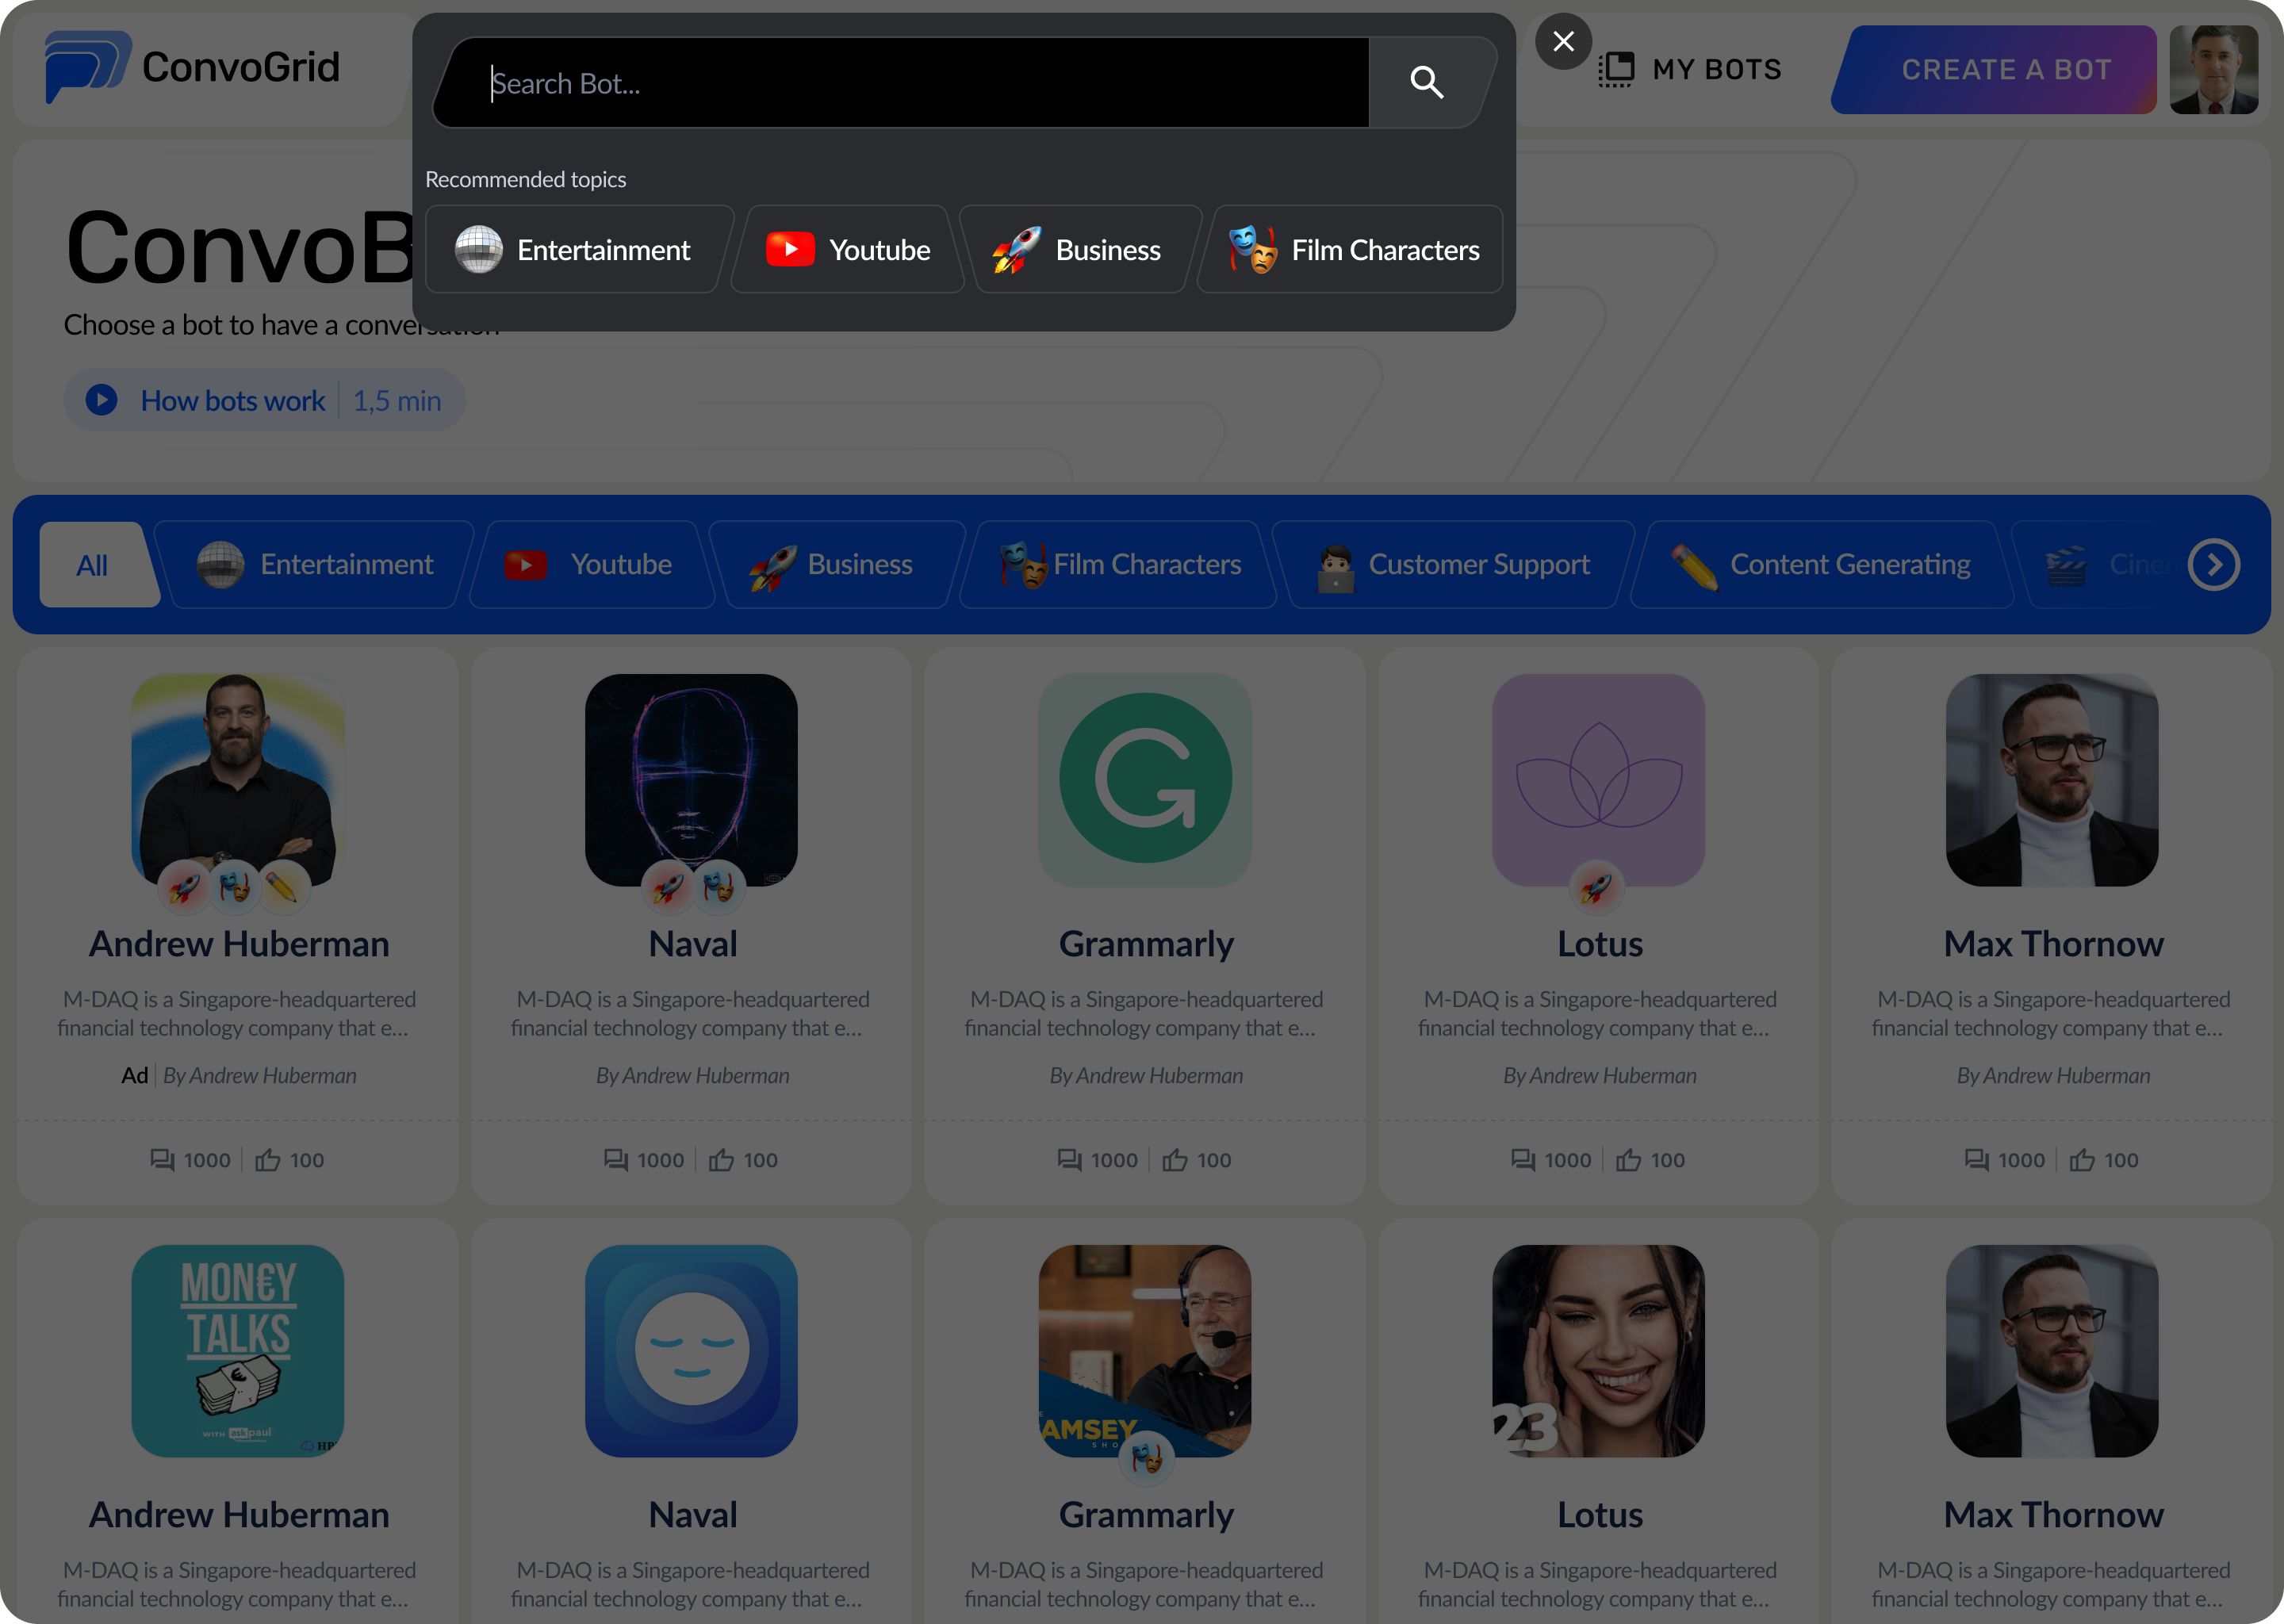 ConvoGrid
Search Bot...
MY BOTS
CREATE A BOT
Recommended topics
Entertainment
Youtube
Business
Film Characters
ConvoB
Choose a bot to have a conversation
How bots work
1,5 min
All
Entertainment
Youtube
Business
Film Characters
Customer Support
Content Generating
Cinem
Andrew Huberman
M-DAQ is a Singapore-headquartered
financial technology company that e...
Ad
By Andrew Huberman
1000
100
Naval
M-DAQ is a Singapore-headquartered
financial technology company that e...
By Andrew Huberman
1000
100
Grammarly
M-DAQ is a Singapore-headquartered
financial technology company that e...
By Andrew Huberman
1000
100
Lotus
M-DAQ is a Singapore-headquartered
financial technology company that e...
By Andrew Huberman
1000
100
Max Thornow
M-DAQ is a Singapore-headquartered
financial technology company that e...
By Andrew Huberman
1000
100
MON€Y
TALKS
WITH askpaul
HP
Andrew Huberman
M-DAQ is a Singapore-headquartered
financial technology company that e...
Naval
M-DAQ is a Singapore-headquartered
financial technology company that e...
AMSEY
SHO
Grammarly
M-DAQ is a Singapore-headquartered
financial technology company that e...
23
Lotus
M-DAQ is a Singapore-headquartered
financial technology company that e...
Max Thornow
M-DAQ is a Singapore-headquartered
financial technology company that e...